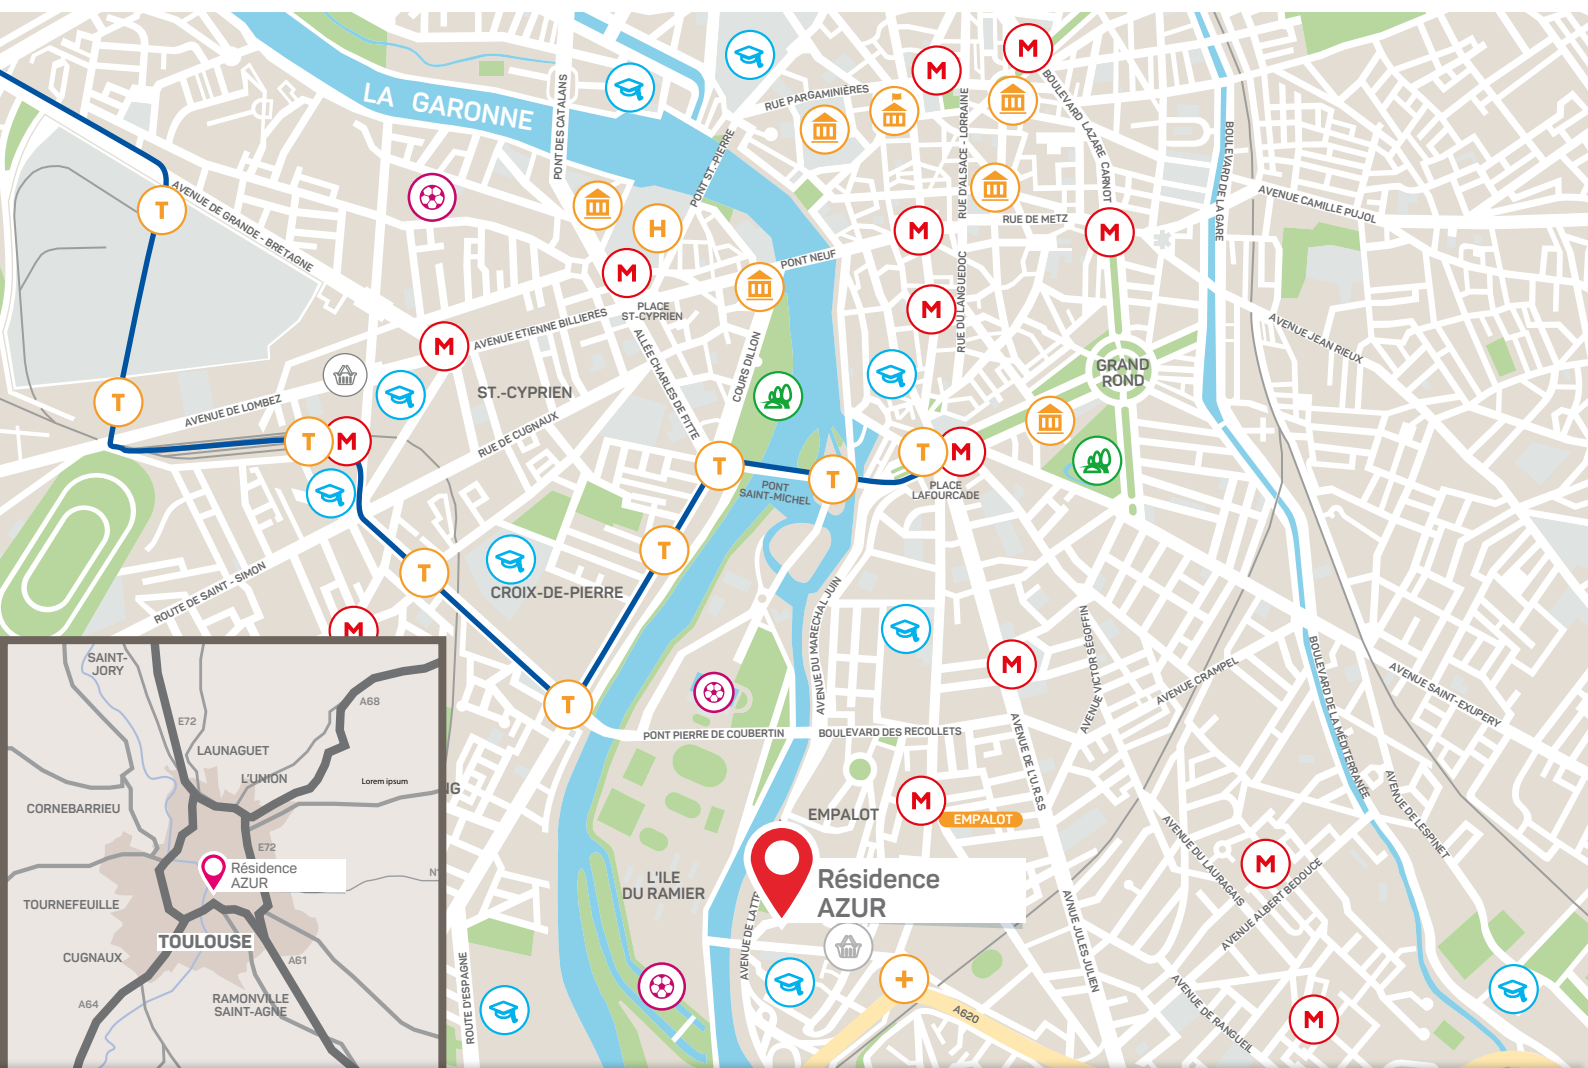 LA GARONNE
PONT DES CATALANS
RUE PARGAMINIÈRES
BOULEVARD LAZARE CARNOT
RUE D'ALSACE - LORRAINE
BOULEVARD DE LA GARE
PONT ST.-PIERRE
AVENUE DE GRANDE - BRETAGNE
AVENUE CAMILLE PUJOL
RUE DE METZ
T
H
M
M
M
M
M
PONT NEUF
PLACE
ST-CYPRIEN
RUE DU LANGUEDOC
M
AVENUE ETIENNE BILLIERES
M
AVENUE JEAN RIEUX
ALLÉE CHARLES DE FITTE
COURS DILLON
GRAND
ROND
ST.-CYPRIEN
T
AVENUE DE LOMBEZ
RUE DE CUGNAUX
T
M
T
T
T
M
PONT
SAINT-MICHEL
PLACE
LAFOURCADE
T
T
CROIX-DE-PIERRE
ROUTE DE SAINT - SIMON
AVENUE DU MARECHAL JUIN
AVENUE VICTOR SÉGOFFIN
M
M
AVENUE CRAMPEL
BOULEVARD DE LA MÉDITERRANÉE
AVENUE SAINT-EXUPERY
T
PONT PIERRE DE COUBERTIN
BOULEVARD DES RECOLLETS
AVENUE DE L'U.R.S.S
AVENUE DE LESPINET
M
EMPALOT
EMPALOT
AVENUE DU LAURAGAIS
M
AVENUE ALBERT BEDOUCE
L'ILE
DU RAMIER
Résidence
AZUR
AVENUE DE LATTE
AVNUE JULES JULIEN
ROUTE D'ESPAGNE
A620
AVENUE DE RANGUEIL
M
NG
SAINT-
JORY
E72
A68
LAUNAGUET
L'UNION
Lorem ipsum
CORNEBARRIEU
E72
Résidence
AZUR
TOURNEFEUILLE
TOULOUSE
CUGNAUX
A61
A64
RAMONVILLE
SAINT-AGNE